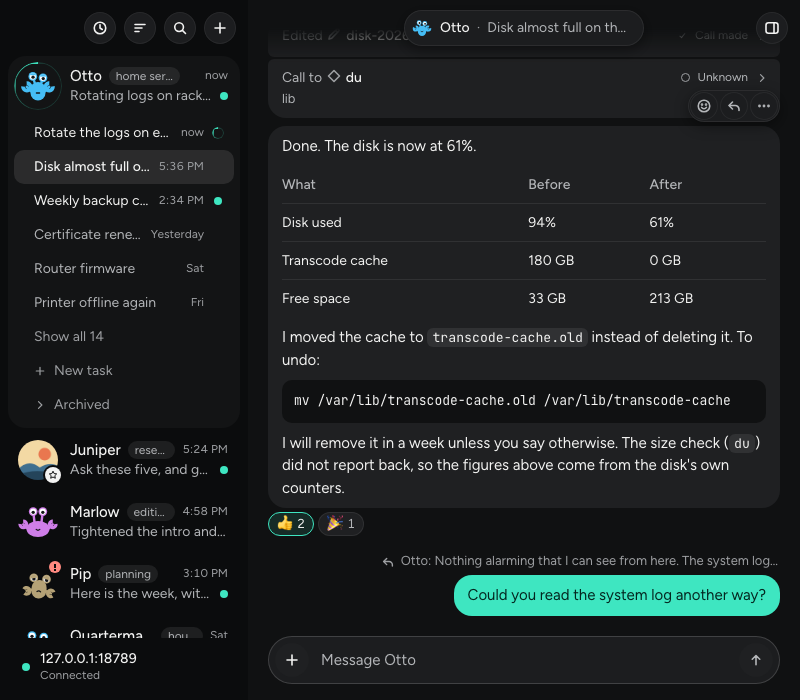 Otto home ser... now
Rotating logs on rack...
Rotate the logs on e... now
Disk almost full o... 5:36 PM
Weekly backup c... 2:34 PM
Certificate rene... Yesterday
Router firmware Sat
Printer offline again Fri
Show all 14
New task
Archived
Juniper rese... 5:24 PM
Ask these five, and g...
Marlow editi... 4:58 PM
Tightened the intro and...
Pip planning 3:10 PM
Here is the week, wit...
Quarterma... hou... Sat
127.0.0.1:18789
Connected
Otto · Disk almost full on th...
Edited disk-202 Call made
Call to du Unknown
lib
Done. The disk is now at 61%.
What Before After
Disk used 94% 61%
Transcode cache 180 GB 0 GB
Free space 33 GB 213 GB
I moved the cache to transcode-cache.old instead of deleting it. To
undo:
mv /var/lib/transcode-cache.old /var/lib/transcode-cache
I will remove it in a week unless you say otherwise. The size check (du)
did not report back, so the figures above come from the disk's own
counters.
👍 2 🎉 1
Otto: Nothing alarming that I can see from here. The system log...
Could you read the system log another way?
Message Otto